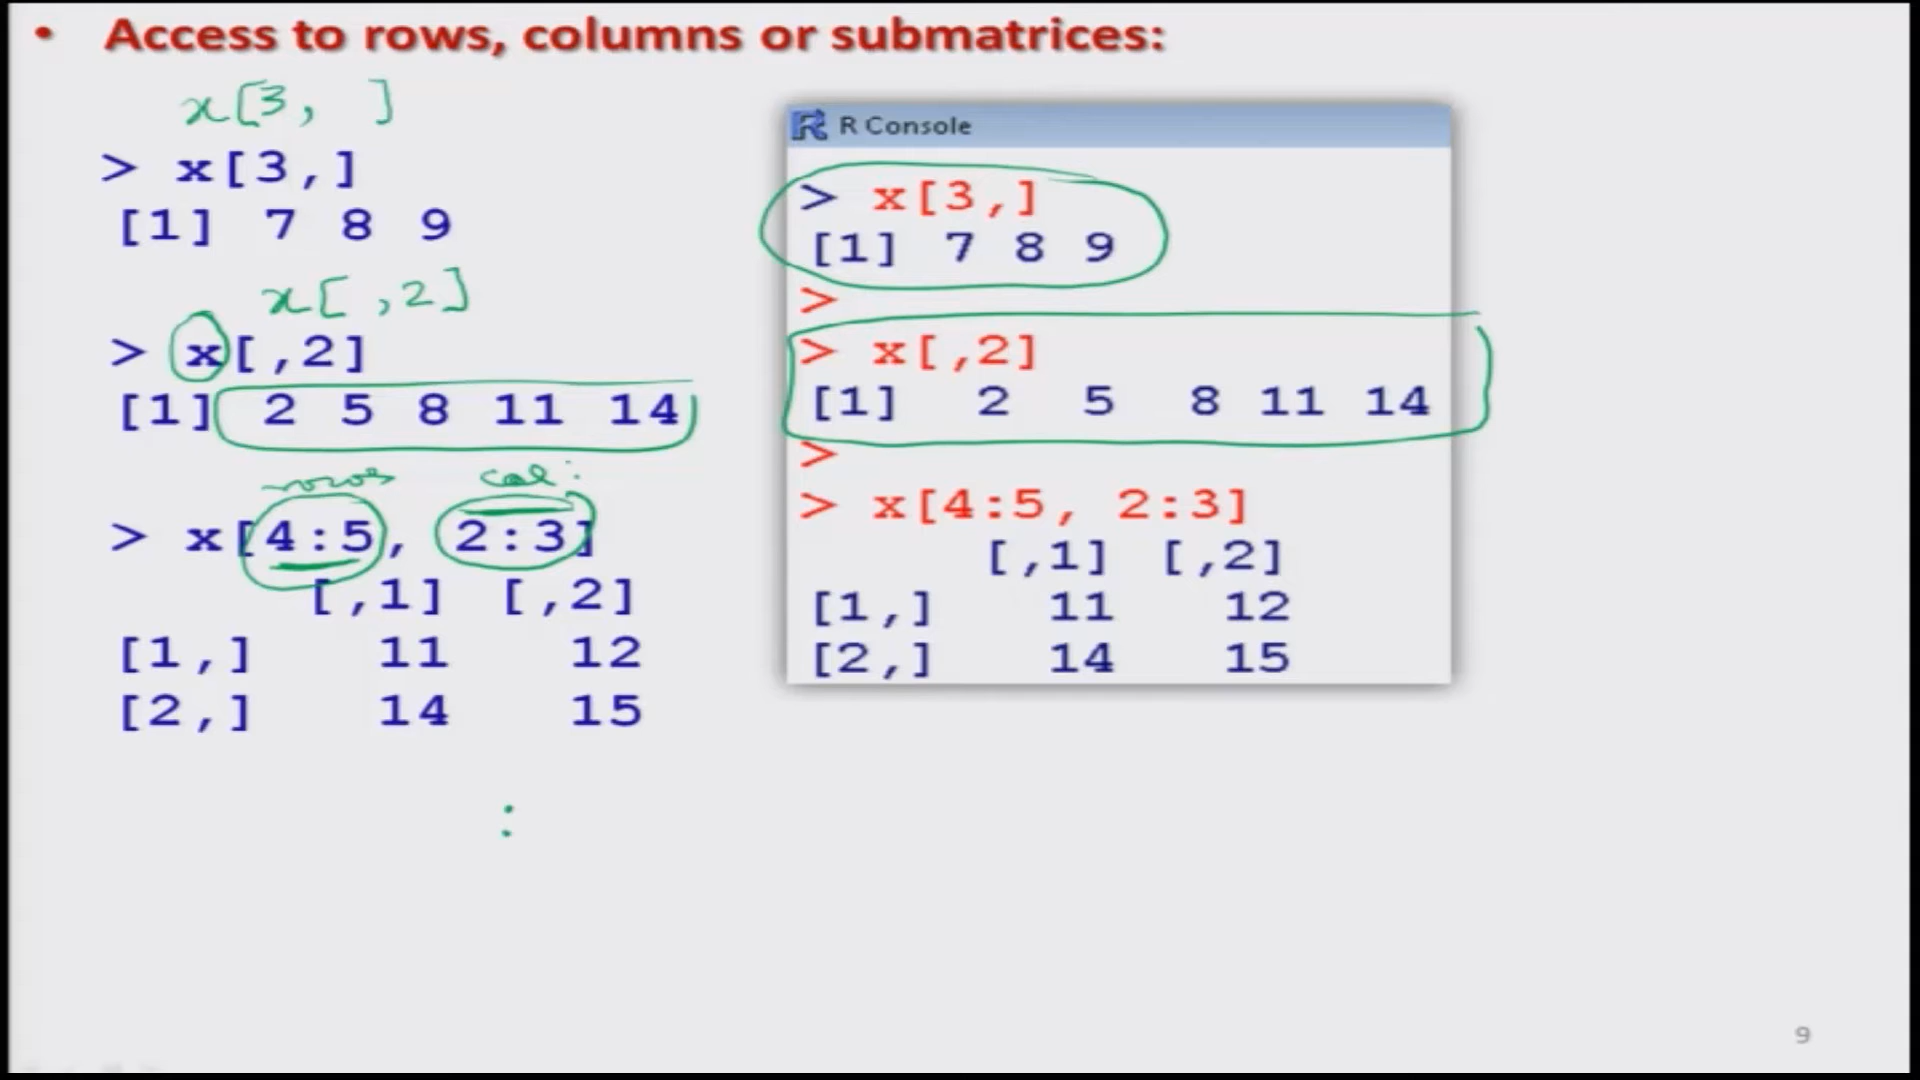 • Access to rows, columns or submatrices:
x[3, ]
> x[3,]
[1] 7 8 9
x[ ,2]
> x[,2]
[1] 2 5 8 11 14
rows col:
> x[4:5, 2:3]
[,1] [,2]
[1,] 11 12
[2,] 14 15
:
R Console
> x[3,]
[1] 7 8 9
>
> x[,2]
[1] 2 5 8 11 14
>
> x[4:5, 2:3]
[,1] [,2]
[1,] 11 12
[2,] 14 15
9